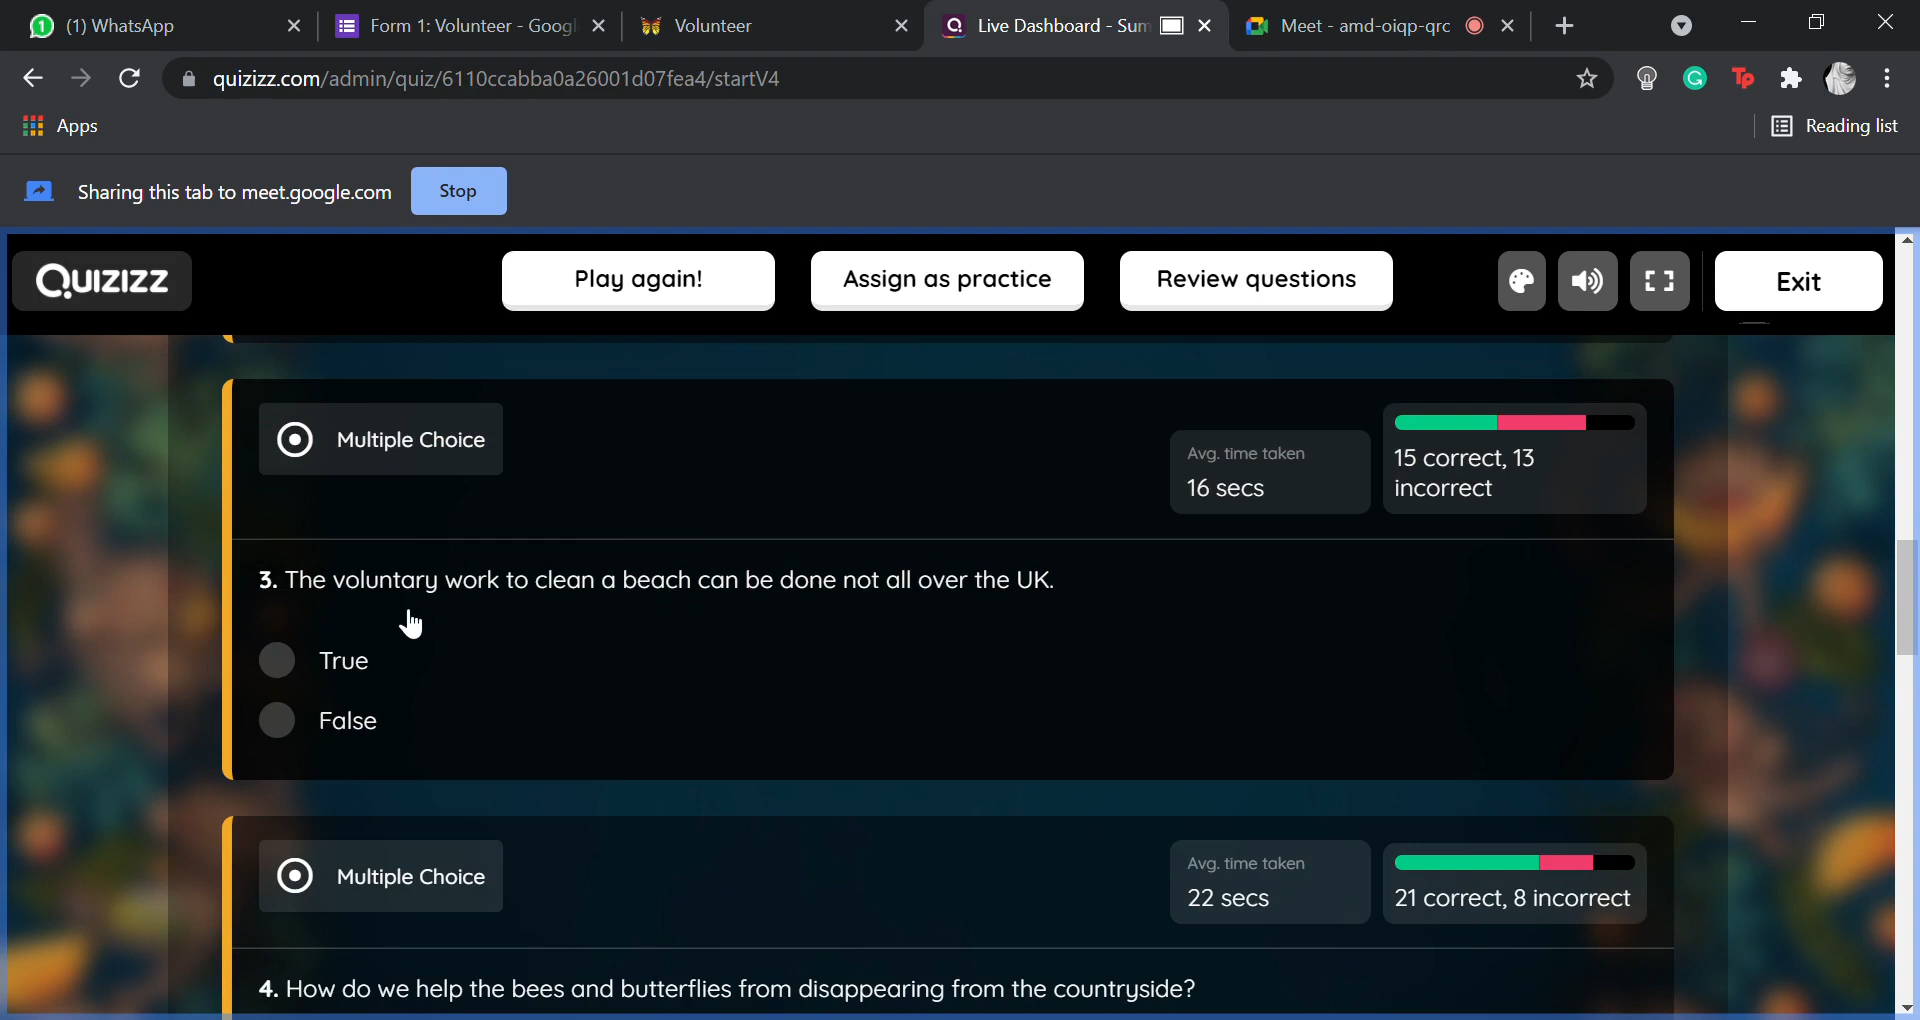 (1) WhatsApp
Form 1: Volunteer - Googl
Volunteer
Live Dashboard - Sum
Meet - amd-oiqp-qrc
quizizz.com/admin/quiz/6110ccabba0a26001d07fea4/startV4
Apps
Reading list
Sharing this tab to meet.google.com
Stop
QUIZIZZ
Play again!
Assign as practice
Review questions
Exit
Multiple Choice
Avg. time taken
16 secs
15 correct, 13
incorrect
3. The voluntary work to clean a beach can be done not all over the UK.
True
False
Multiple Choice
Avg. time taken
22 secs
21 correct, 8 incorrect
4. How do we help the bees and butterflies from disappearing from the countryside?